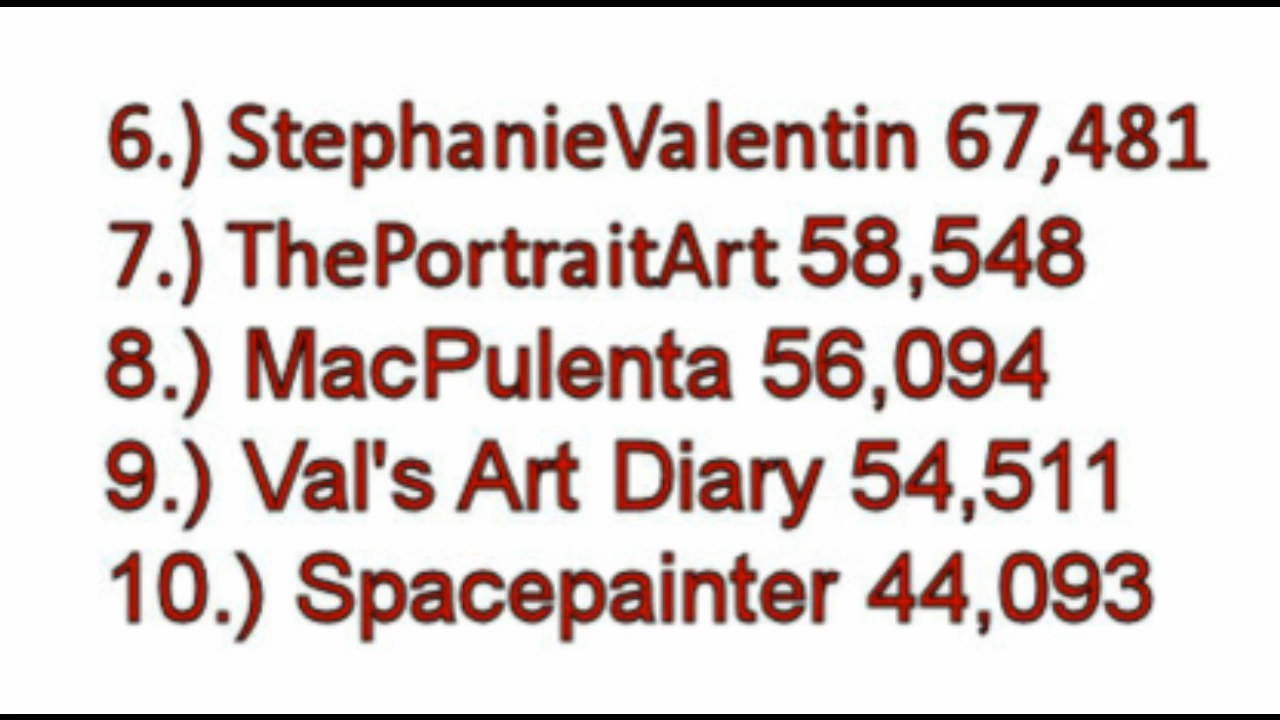 6.) StephanieValentin 67,481
7.) ThePortraitArt 58,548
8.) MacPulenta 56,094
9.) Val's Art Diary 54,511
10.) Spacepainter 44,093